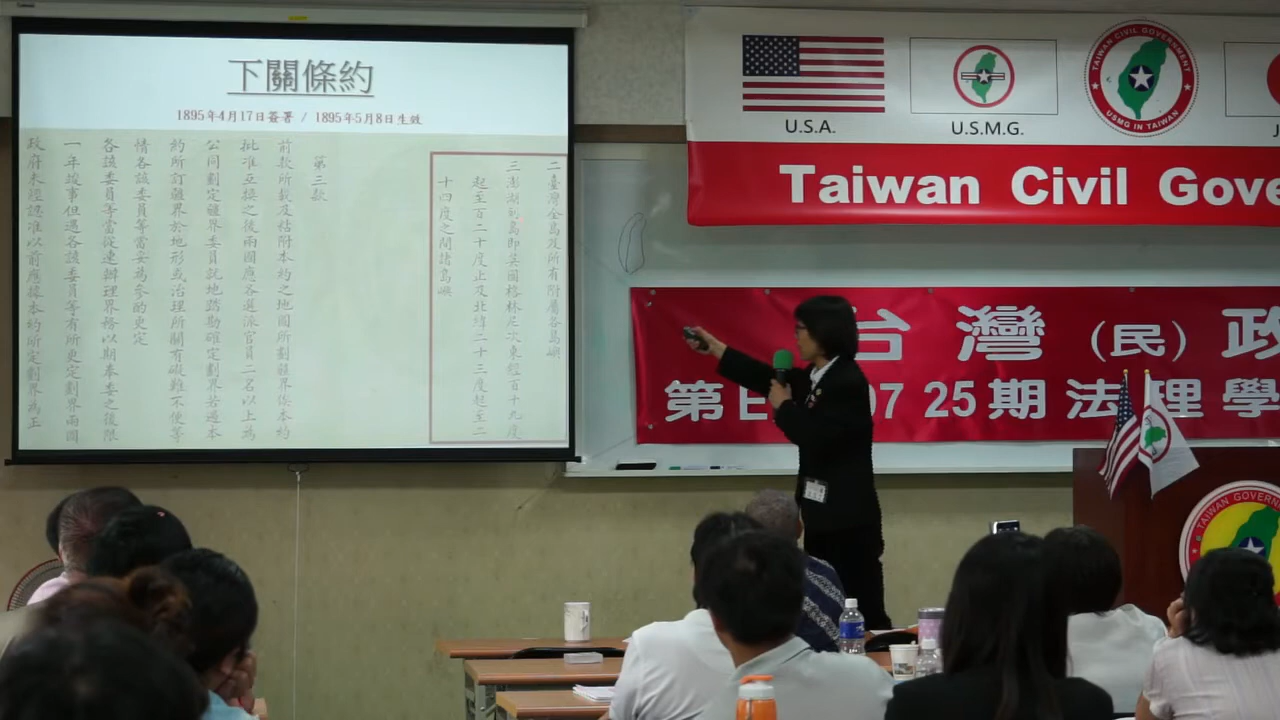 下關條約
1895年4月17日簽署 / 1895年5月8日生效
二臺灣全島及所有附屬各島嶼
三澎湖列島即英國格林尼次東經百十九度
起至百二十度止及北緯二十三度起至二
十四度之間諸島嶼
第三款
前款所載及粘附本約之地圖所劃疆界俟本約
批准互換之後兩國應各選派官員二名以上為
公同劃定疆界委員就地踏勘確定劃界若遇本
約所訂疆界於地形或治理所關有礙難不便等
情各該委員等當妥為參酌更定
各該委員等當從速辦理界務以期奉委之後限
一年竣事但遇各該委員等有所更定劃界兩國
政府未經認准以前應據本約所定劃界為正
U.S.A.
U.S.M.G.
TAIWAN CIVIL GOVERNMENT
USMG IN TAIWAN
J
Taiwan Civil Gove
台灣(民)政
第E 07 25期法理學
TAIWAN GOVERN